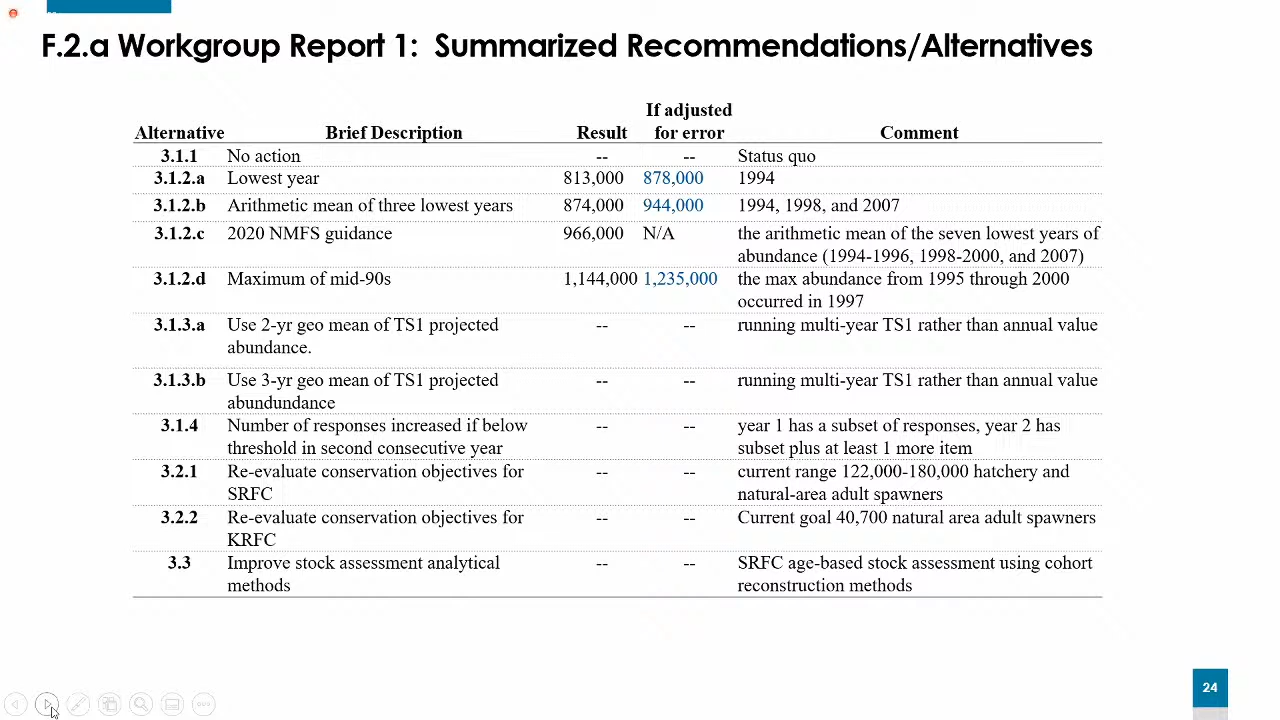 F.2.a Workgroup Report 1: Summarized Recommendations/Alternatives
If adjusted
Alternative Brief Description Result for error Comment
3.1.1 No action -- -- Status quo
3.1.2.a Lowest year 813,000 878,000 1994
3.1.2.b Arithmetic mean of three lowest years 874,000 944,000 1994, 1998, and 2007
3.1.2.c 2020 NMFS guidance 966,000 N/A the arithmetic mean of the seven lowest years of
abundance (1994-1996, 1998-2000, and 2007)
3.1.2.d Maximum of mid-90s 1,144,000 1,235,000 the max abundance from 1995 through 2000
occurred in 1997
3.1.3.a Use 2-yr geo mean of TS1 projected -- -- running multi-year TS1 rather than annual value
abundance.
3.1.3.b Use 3-yr geo mean of TS1 projected -- -- running multi-year TS1 rather than annual value
abundundance
3.1.4 Number of responses increased if below -- -- year 1 has a subset of responses, year 2 has
threshold in second consecutive year subset plus at least 1 more item
3.2.1 Re-evaluate conservation objectives for -- -- current range 122,000-180,000 hatchery and
SRFC natural-area adult spawners
3.2.2 Re-evaluate conservation objectives for -- -- Current goal 40,700 natural area adult spawners
KRFC
3.3 Improve stock assessment analytical -- -- SRFC age-based stock assessment using cohort
methods reconstruction methods
24